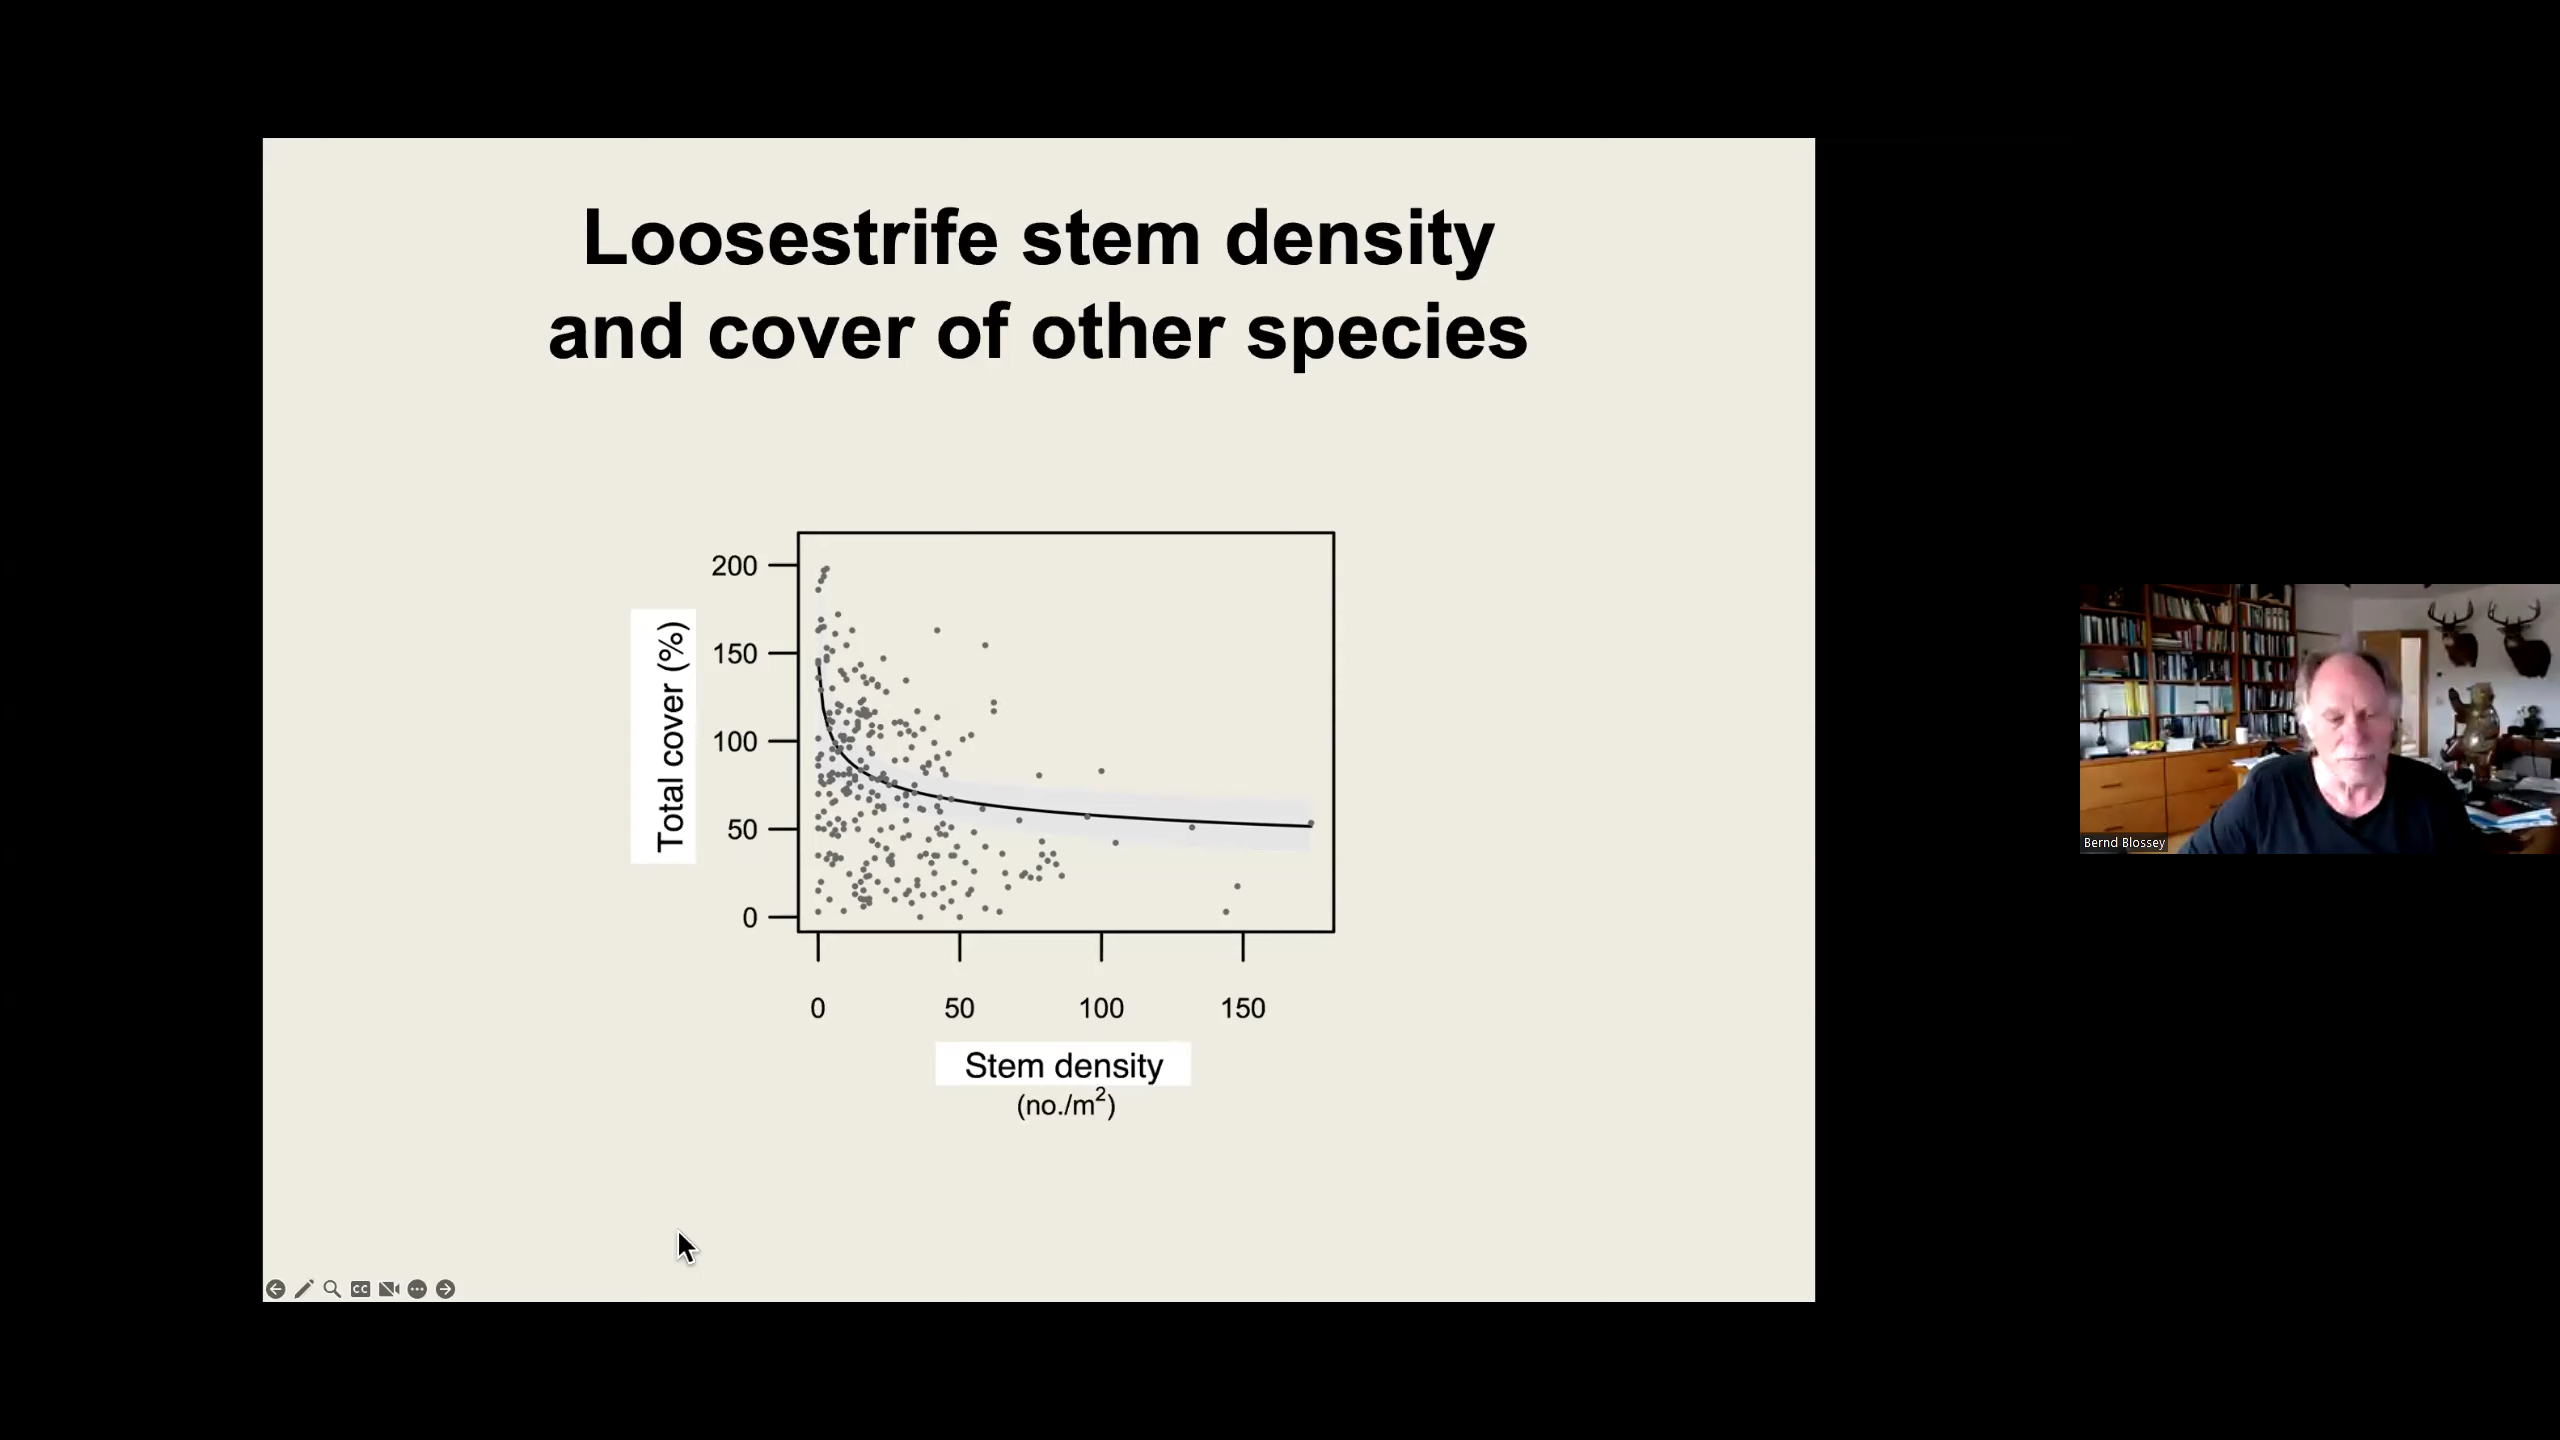 Loosestrife stem density
and cover of other species
Total cover (%)
200
150
100
50
0
0 50 100 150
Stem density
(no./m²)
CC
Bernd Blossey